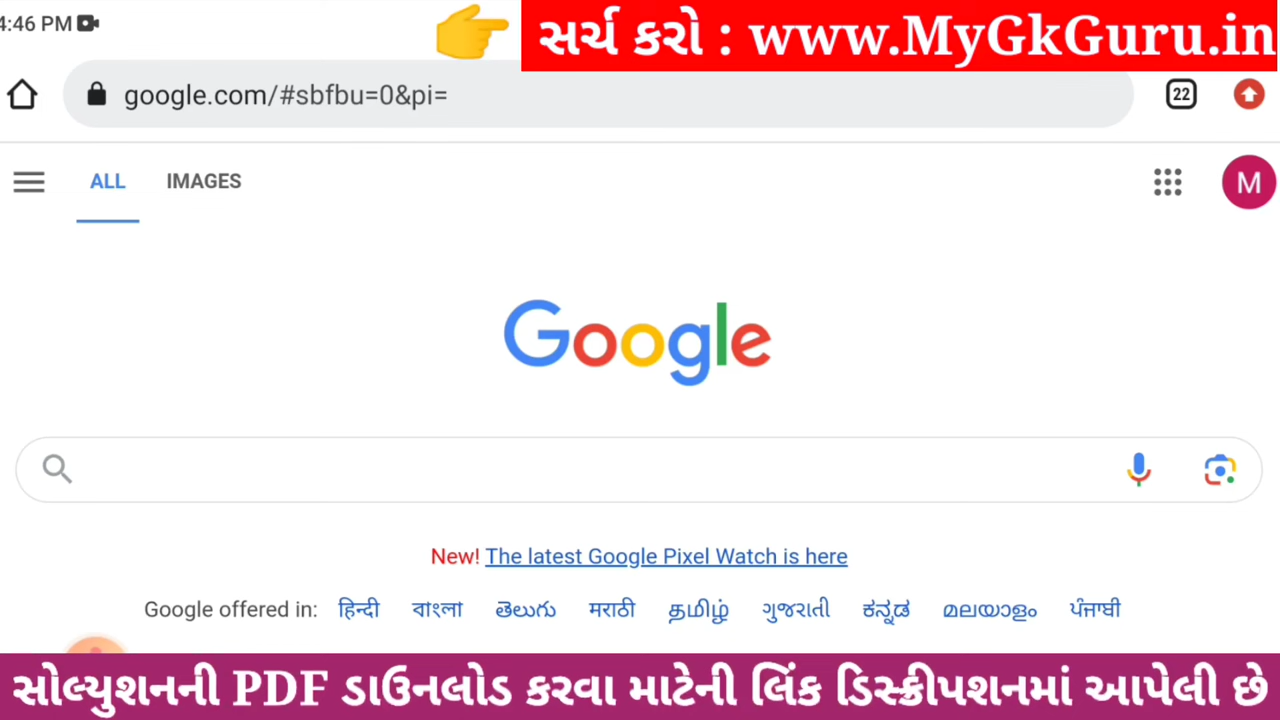 4:46 PM
સર્ચ કરો : www.MyGkGuru.in
google.com/#sbfbu=0&pi=
22
ALL IMAGES
M
Google
New! The latest Google Pixel Watch is here
Google offered in: हिन्दी বাংলা తెలుగు मराठी தமிழ் ગુજરાતી ಕನ್ನಡ മലയാളം ਪੰਜਾਬੀ
સોલ્યુશનની PDF ડાઉનલોડ કરવા માટેની લિંક ડિસ્ક્રીપશનમાં આપેલી છે